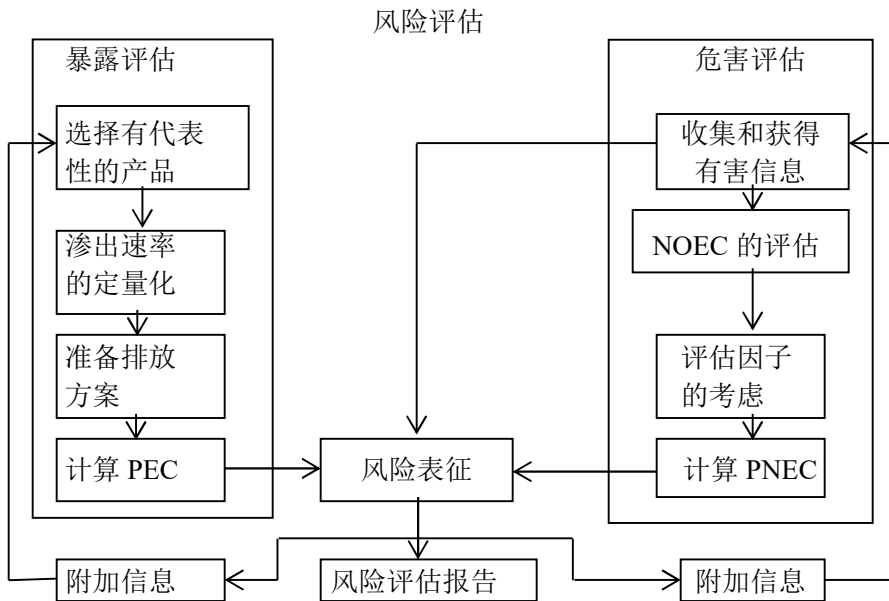 风险评估
暴露评估
选择有代表
性的产品
渗出速率
的定量化
准备排放
方案
计算 PEC
危害评估
收集和获得
有害信息
NOEC 的评估
评估因子
的考虑
计算 PNEC
风险表征
附加信息
风险评估报告
附加信息